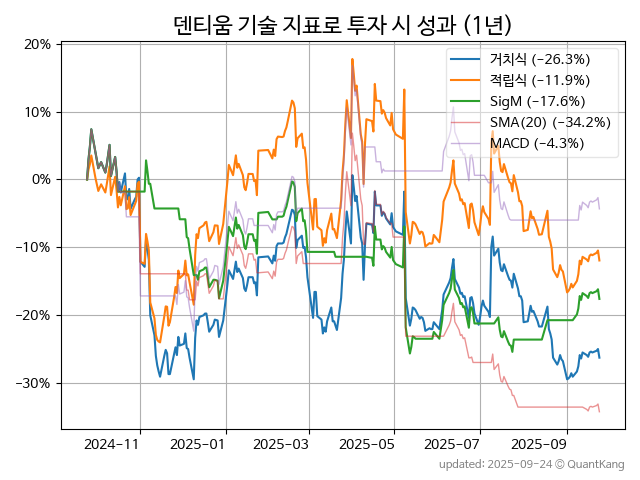 덴티움 기술 지표로 투자 시 성과 (1년)
20%
10%
0%
−10%
−20%
−30%
거치식 (−26.3%)
적립식 (−11.9%)
SigM (−17.6%)
SMA(20) (−34.2%)
MACD (−4.3%)
2024-11
2025-01
2025-03
2025-05
2025-07
2025-09
updated: 2025-09-24 © QuantKang